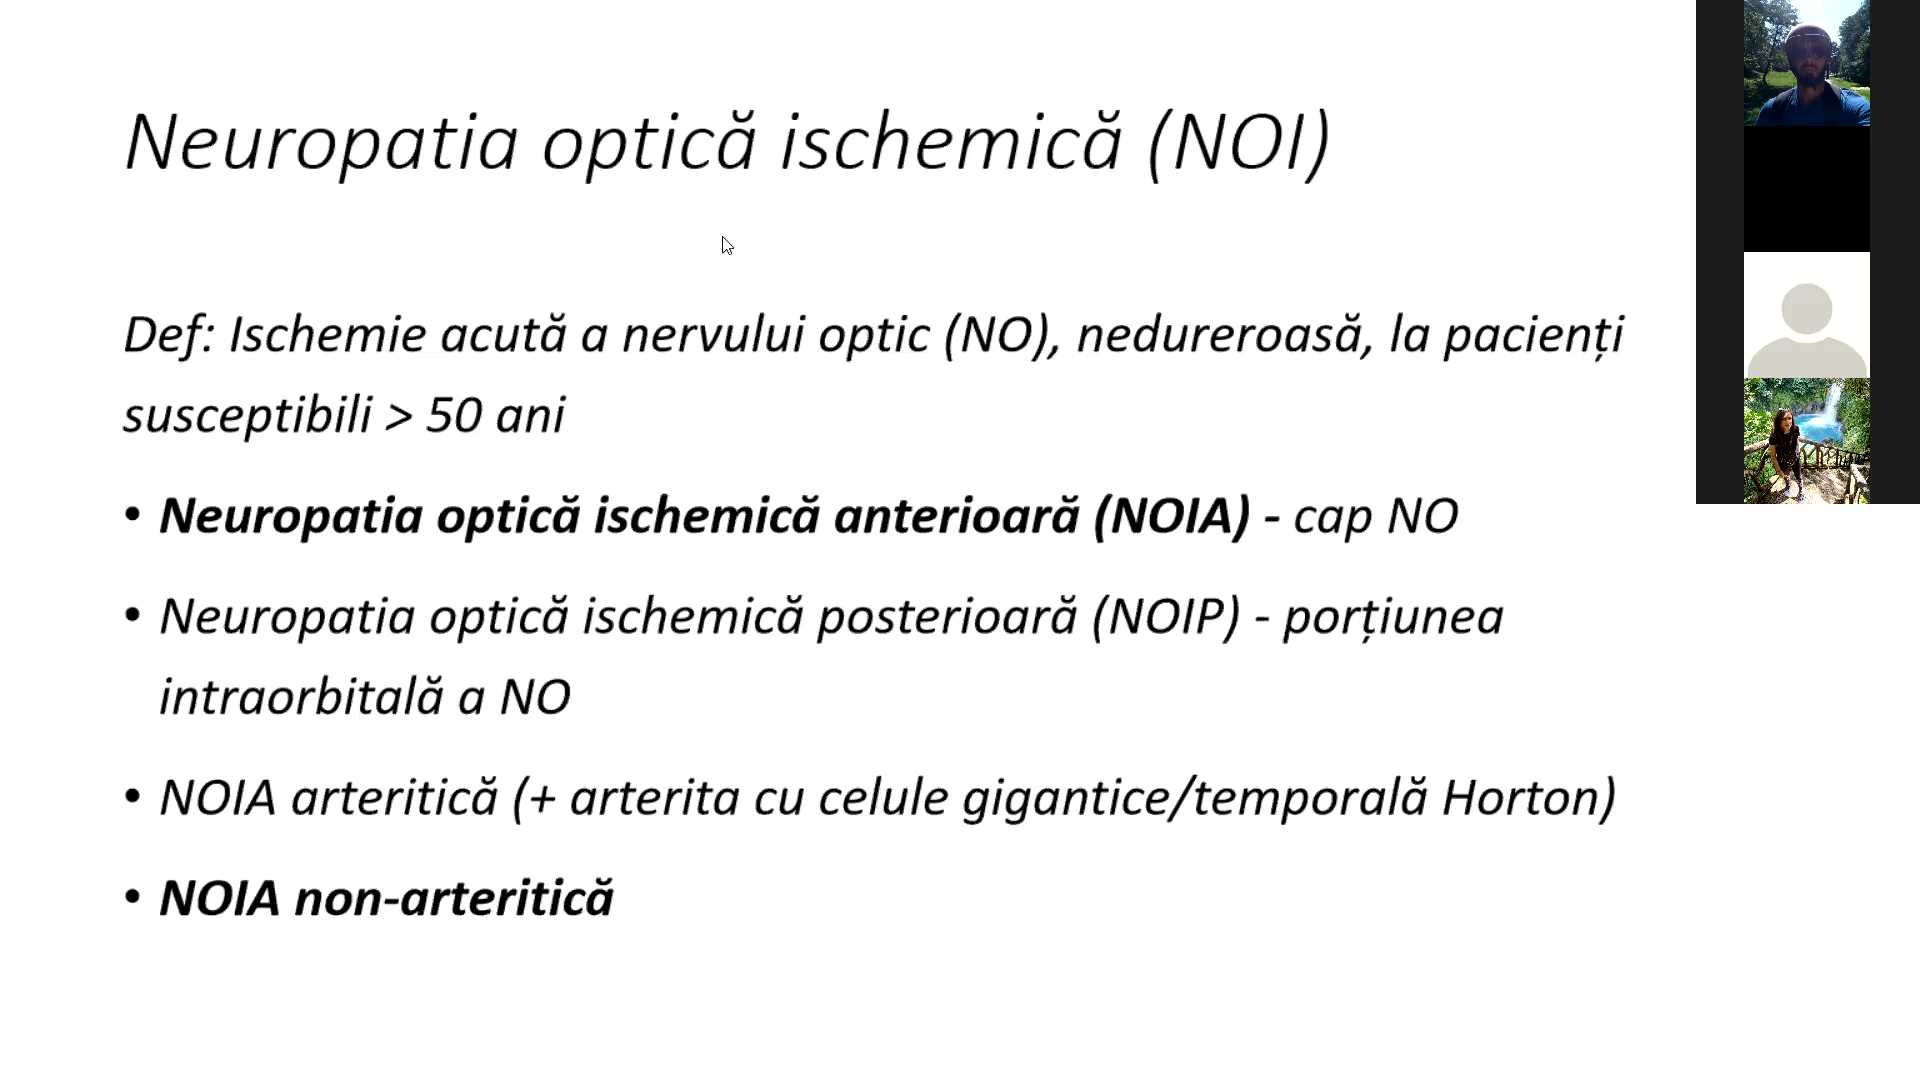 Neuropatia optică ischemică (NOI)
Def: Ischemie acută a nervului optic (NO), nedureroasă, la pacienți
susceptibili > 50 ani
• Neuropatia optică ischemică anterioară (NOIA) - cap NO
• Neuropatia optică ischemică posterioară (NOIP) - porțiunea
intraorbitală a NO
• NOIA arteritică (+ arterita cu celule gigantice/temporală Horton)
• NOIA non-arteritică